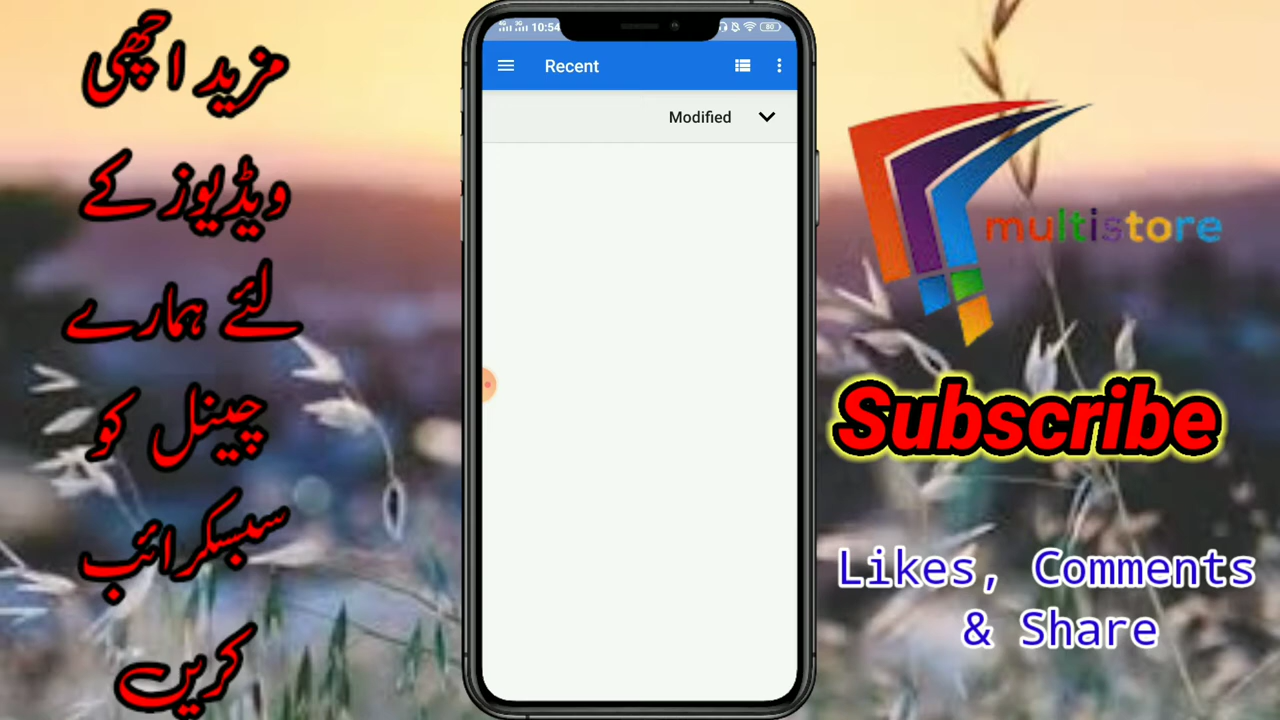 مزید اچھی
ویڈیوز کے
لئے ہمارے
چینل کو
سبسکرائب
کریں
10:54
80
Recent
Modified
multistore
Subscribe
Likes, Comments
& Share